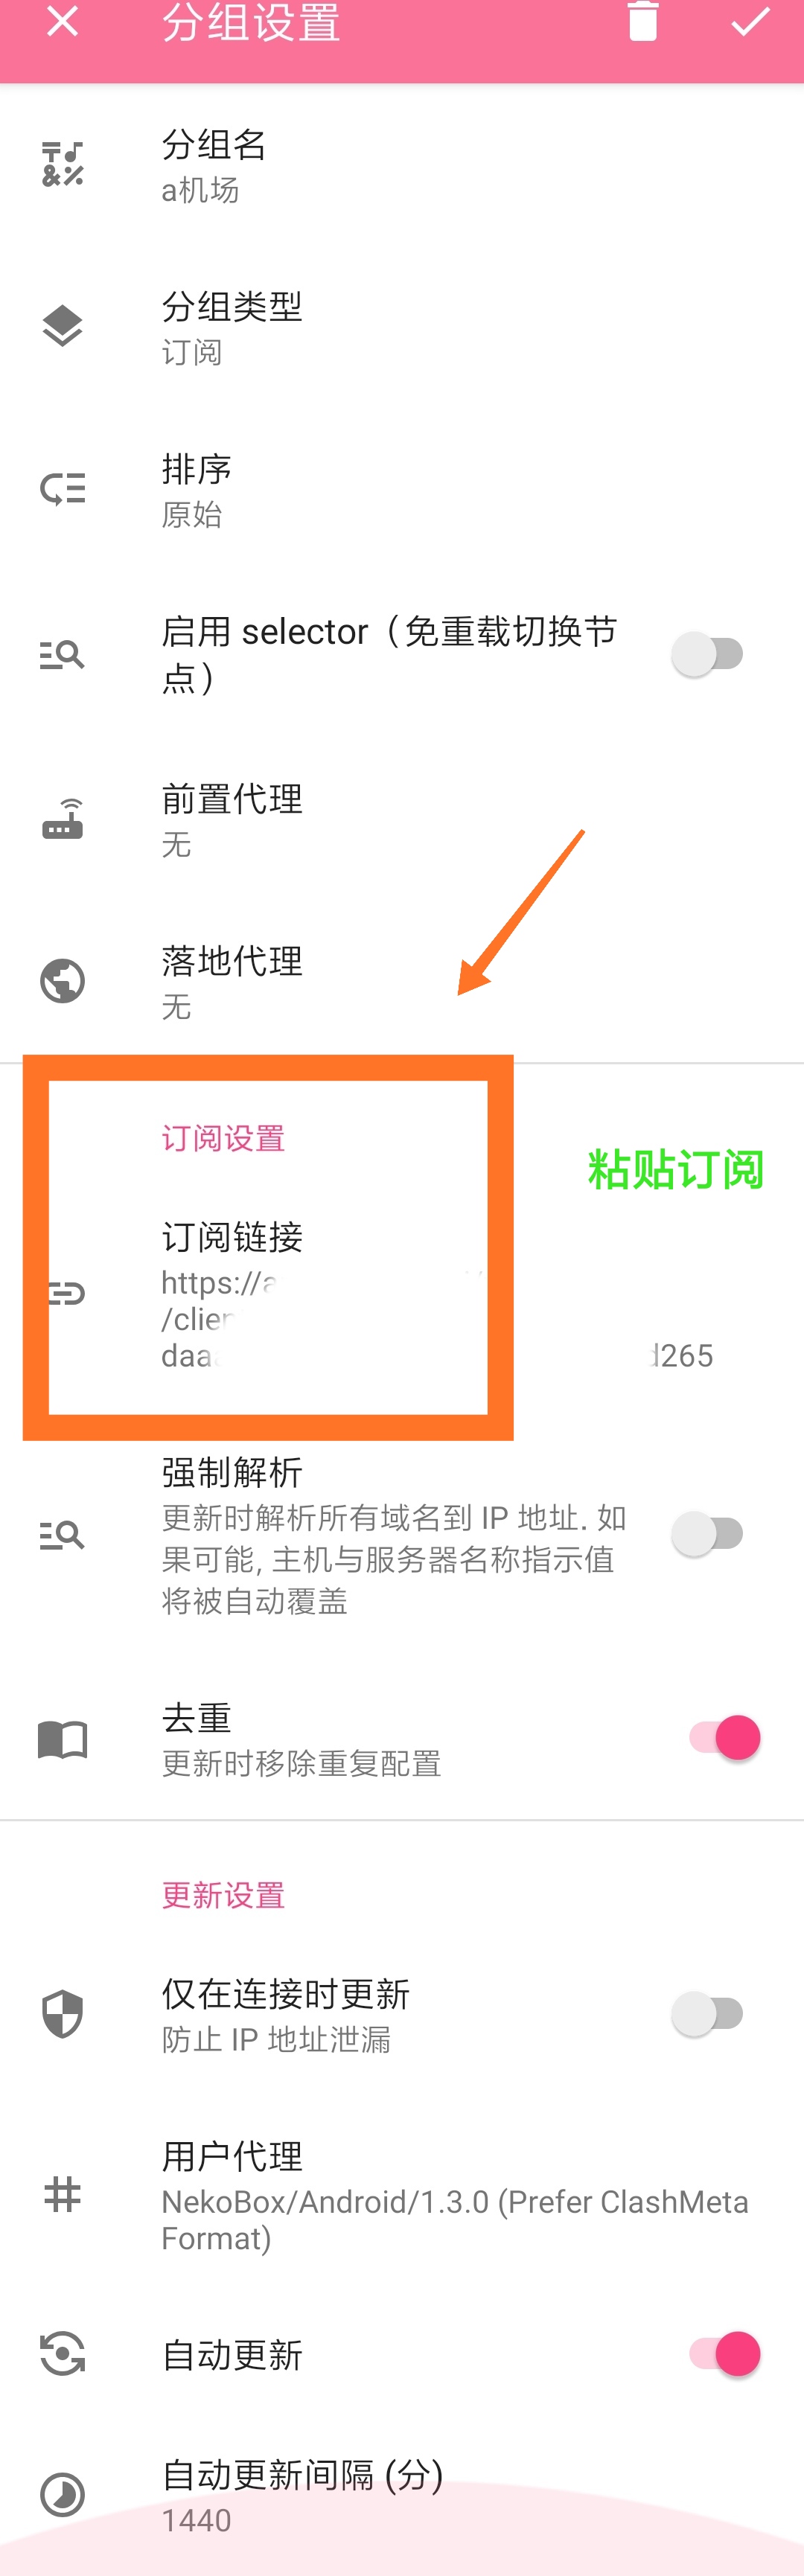 分组设置
分组名
a机场
分组类型
订阅
排序
原始
启用 selector（免重载切换节
点）
前置代理
无
落地代理
无
订阅设置
粘贴订阅
订阅链接
https://a
/clien
daa d265
强制解析
更新时解析所有域名到 IP 地址. 如
果可能, 主机与服务器名称指示值
将被自动覆盖
去重
更新时移除重复配置
更新设置
仅在连接时更新
防止 IP 地址泄漏
用户代理
NekoBox/Android/1.3.0 (Prefer ClashMeta
Format)
自动更新
自动更新间隔 (分)
1440